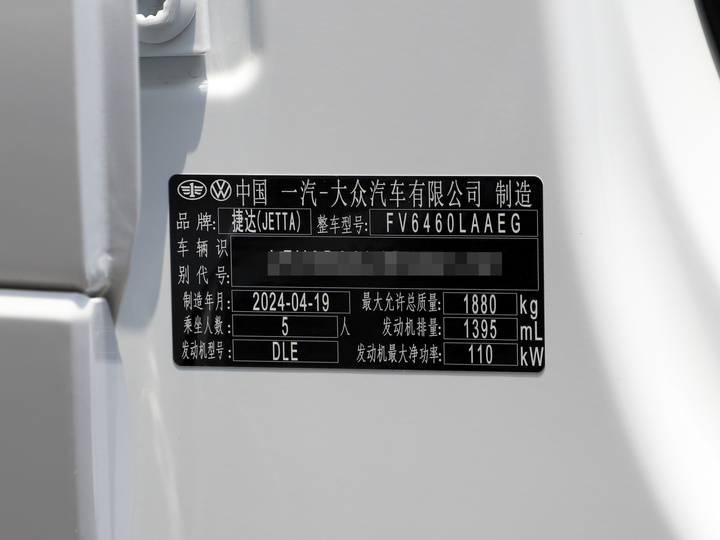 中国 一汽-大众汽车有限公司 制造
品牌: 捷达(JETTA) 整车型号: FV6460LAAEG
车辆识
别代号:
制造年月: 2024-04-19 最大允许总质量: 1880 kg
乘坐人数: 5 人 发动机排量: 1395 mL
发动机型号: DLE 发动机最大净功率: 110 kW